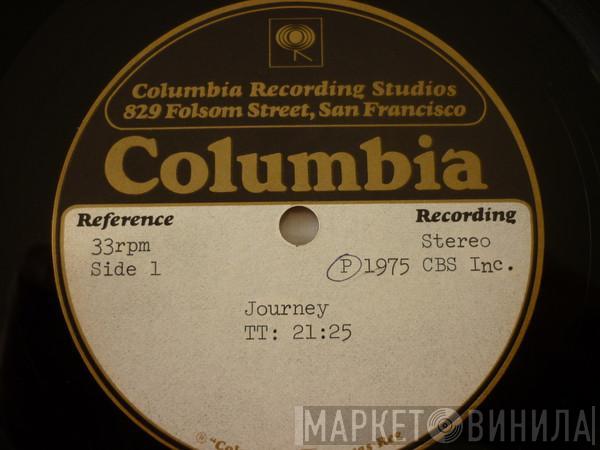 Columbia Recording Studios
829 Folsom Street, San Francisco
Columbia
Reference
Recording
33rpm
Stereo
Side 1
Ⓟ1975 CBS Inc.
Journey
TT: 21:25
МАРКЕТ ВИНИЛА